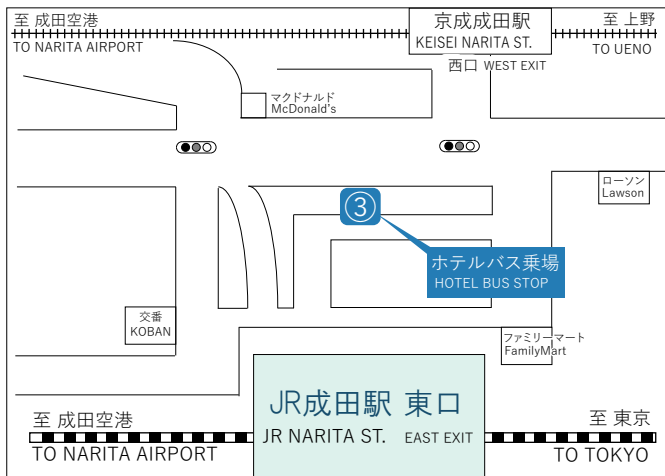 至 成田空港
TO NARITA AIRPORT
京成成田駅
KEISEI NARITA ST.
至 上野
TO UENO
西口 WEST EXIT
マクドナルド
McDonald's
ローソン
Lawson
③
ホテルバス乗場
HOTEL BUS STOP
交番
KOBAN
ファミリーマート
FamilyMart
JR成田駅 東口
JR NARITA ST. EAST EXIT
至 成田空港
TO NARITA AIRPORT
至 東京
TO TOKYO